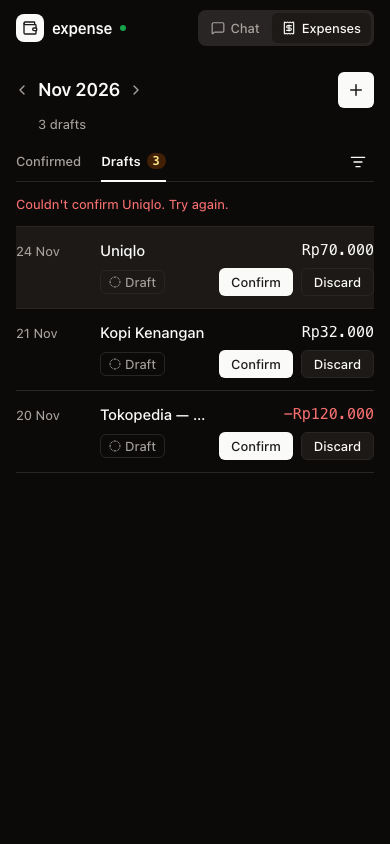 expense
Chat
Expenses
Nov 2026
3 drafts
Confirmed
Drafts 3
Couldn't confirm Uniqlo. Try again.
24 Nov
Uniqlo
Rp70.000
Draft
Confirm
Discard
21 Nov
Kopi Kenangan
Rp32.000
Draft
Confirm
Discard
20 Nov
Tokopedia — ...
−Rp120.000
Draft
Confirm
Discard